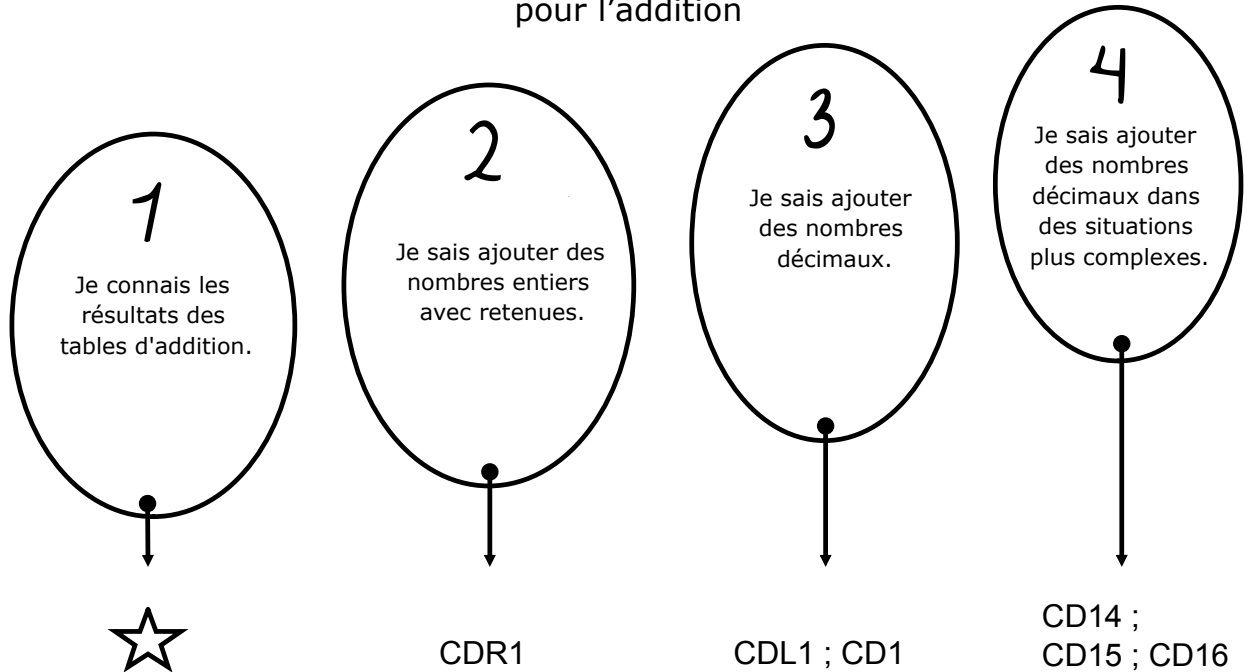 pour l'addition
1
Je connais les
résultats des
tables d'addition.
2
Je sais ajouter des
nombres entiers
avec retenues.
3
Je sais ajouter
des nombres
décimaux.
4
Je sais ajouter
des nombres
décimaux dans
des situations
plus complexes.
CDR1
CDL1 ; CD1
CD14 ;
CD15 ; CD16